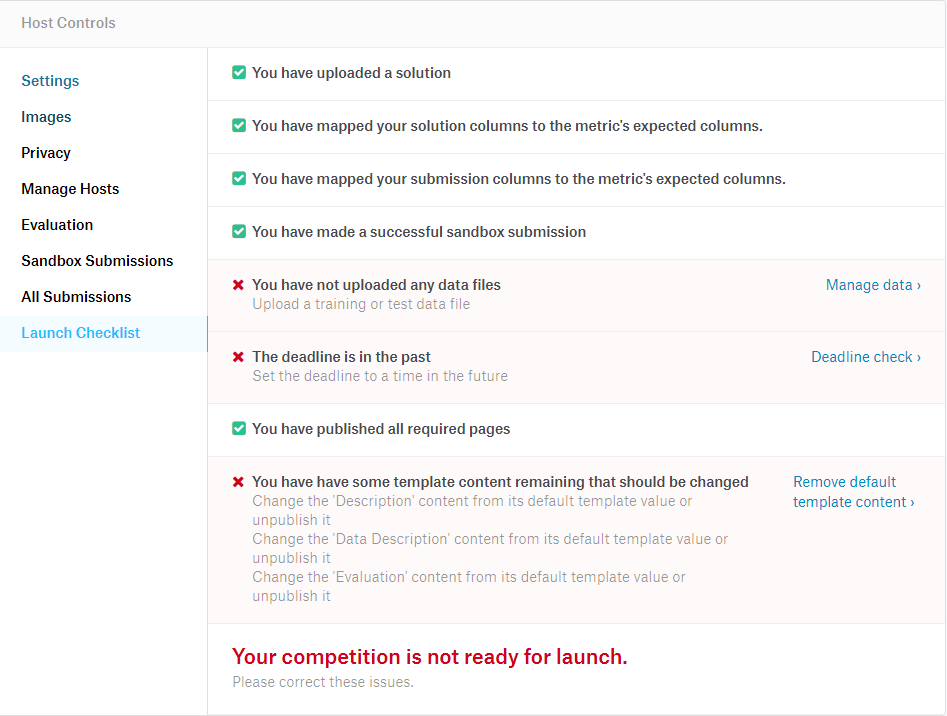 Host Controls
Settings
Images
Privacy
Manage Hosts
Evaluation
Sandbox Submissions
All Submissions
Launch Checklist
You have uploaded a solution
You have mapped your solution columns to the metric's expected columns.
You have mapped your submission columns to the metric's expected columns.
You have made a successful sandbox submission
You have not uploaded any data files
Upload a training or test data file
Manage data ›
The deadline is in the past
Set the deadline to a time in the future
Deadline check ›
You have published all required pages
You have have some template content remaining that should be changed
Change the 'Description' content from its default template value or
unpublish it
Change the 'Data Description' content from its default template value or
unpublish it
Change the 'Evaluation' content from its default template value or
unpublish it
Remove default
template content ›
Your competition is not ready for launch.
Please correct these issues.